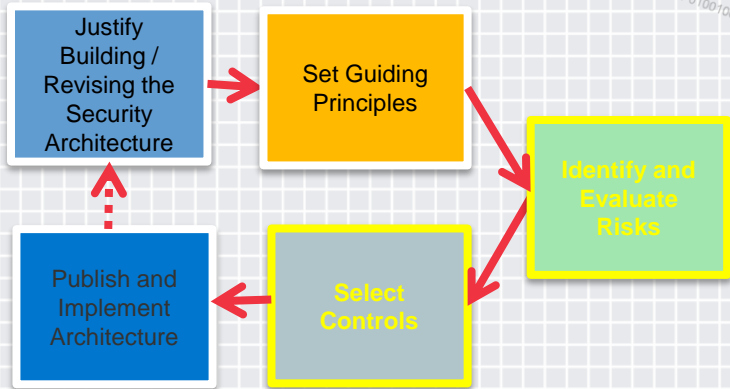 Justify
Building /
Revising the
Security
Architecture
Set Guiding
Principles
Identify and
Evaluate
Risks
Select
Controls
Publish and
Implement
Architecture